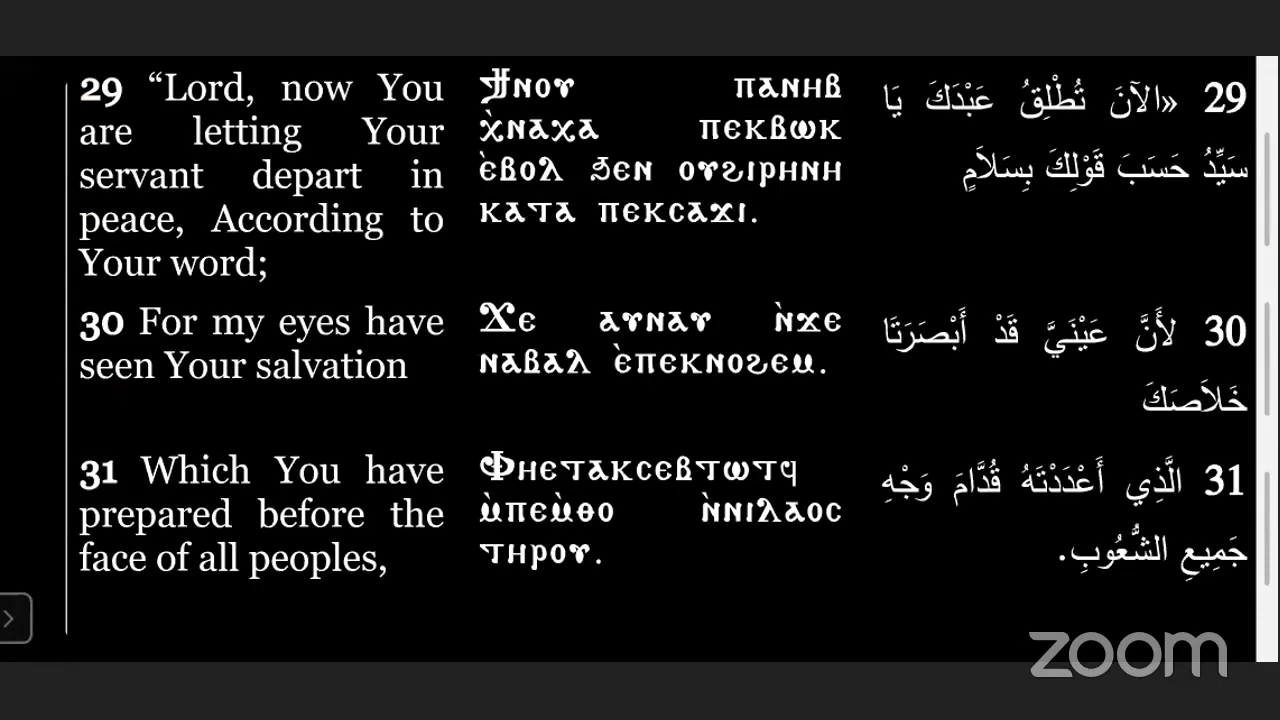 29 “Lord, now You
are letting Your
servant depart in
peace, According to
Your word;
ϮⲚⲟⲩ ⲡⲁⲛⲏⲃ
ⲭ̀ⲛⲁⲭⲁ ⲡⲉⲕⲃⲱⲕ
ⲉ̀ⲃⲟⲗ ϧⲉⲛ ⲟⲩϩⲓⲣⲏⲛⲏ
ⲕⲁⲧⲁ ⲡⲉⲕⲥⲁϫⲓ.
29 «الآنَ تُطْلِقُ عَبْدَكَ يَا
سَيِّدُ حَسَبَ قَوْلِكَ بِسَلاَمٍ
30 For my eyes have
seen Your salvation
Ϫⲉ ⲁⲩⲛⲁⲩ ⲛ̀ϫⲉ
ⲛⲁⲃⲁⲗ ⲉ̀ⲡⲉⲕⲛⲟϩⲉⲙ.
30 لأَنَّ عَيْنَيَّ قَدْ أَبْصَرَتَا
خَلاَصَكَ
31 Which You have
prepared before the
face of all peoples,
Ⲫⲏⲉⲧⲁⲕⲥⲉⲃⲧⲱⲧϥ
ⲙ̀ⲡⲉⲙ̀ⲑⲟ ⲛ̀ⲛⲓⲗⲁⲟⲥ
ⲧⲏⲣⲟⲩ.
31 الَّذِي أَعْدَدْتَهُ قُدَّامَ وَجْهِ
جَمِيعِ الشُّعُوبِ.
zoom